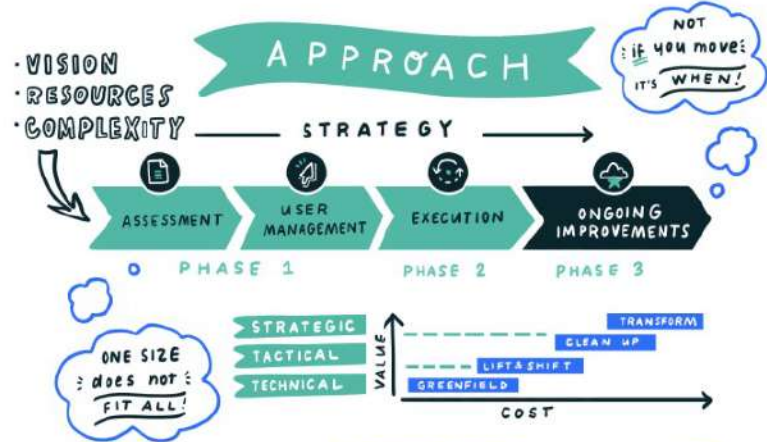 APPROACH
• VISION
• RESOURCES
• COMPLEXITY
NOT
if you move
IT'S WHEN!
STRATEGY
ASSESSMENT
USER
MANAGEMENT
EXECUTION
ONGOING
IMPROVEMENTS
PHASE 1
PHASE 2
PHASE 3
ONE SIZE
does not
FIT ALL!
STRATEGIC
TACTICAL
TECHNICAL
VALUE
TRANSFORM
CLEAN UP
LIFT & SHIFT
GREENFIELD
COST